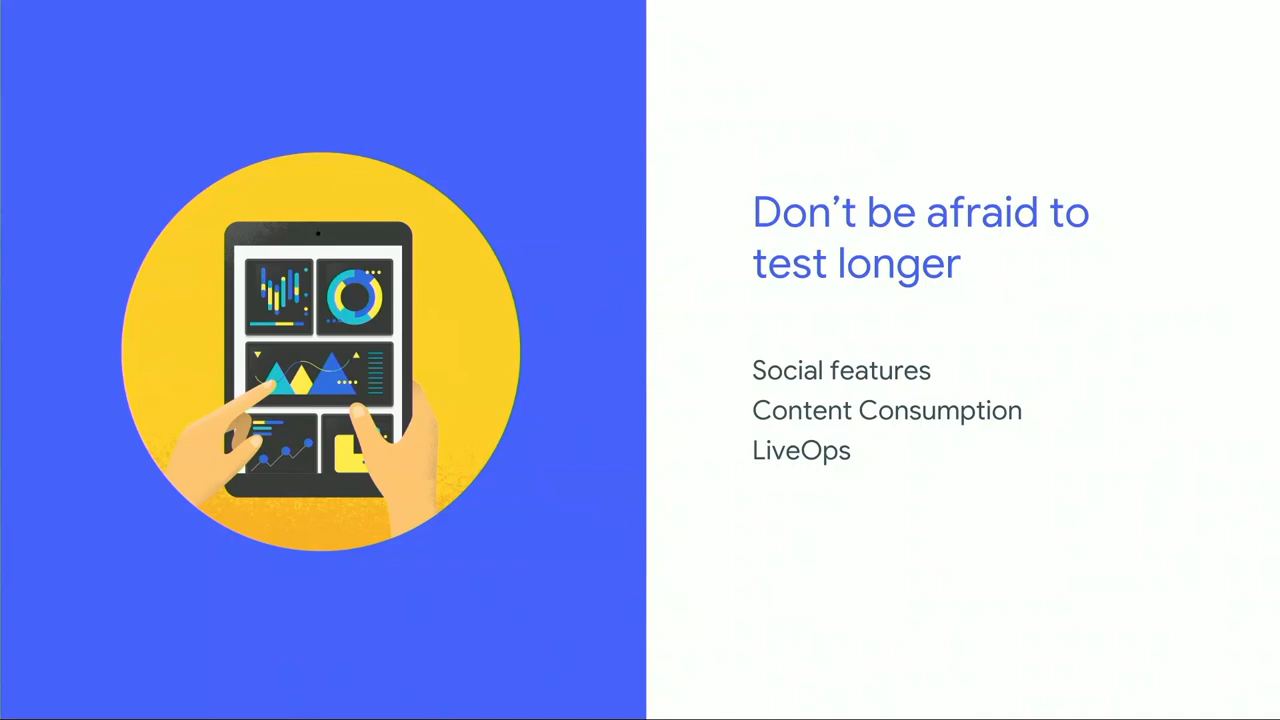 Don’t be afraid to
test longer
Social features
Content Consumption
LiveOps